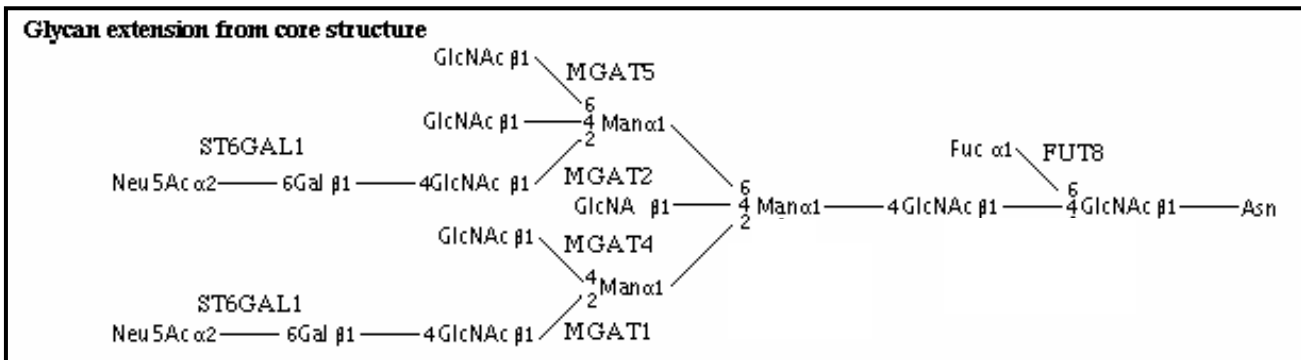 Glycan extension from core structure
GlcNAc β1
MGAT5
6
GlcNAc β1 4 Manα1
2
ST6GAL1
Fuc α1 FUT8
Neu5Ac α2 6Gal β1 4GlcNAc β1 MGAT2
6 6
GlcNA β1 4 Manα1 4GlcNAc β1 4GlcNAc β1 Asn
2
GlcNAc β1 MGAT4
4 Manα1
2
ST6GAL1
Neu5Ac α2 6Gal β1 4GlcNAc β1 MGAT1